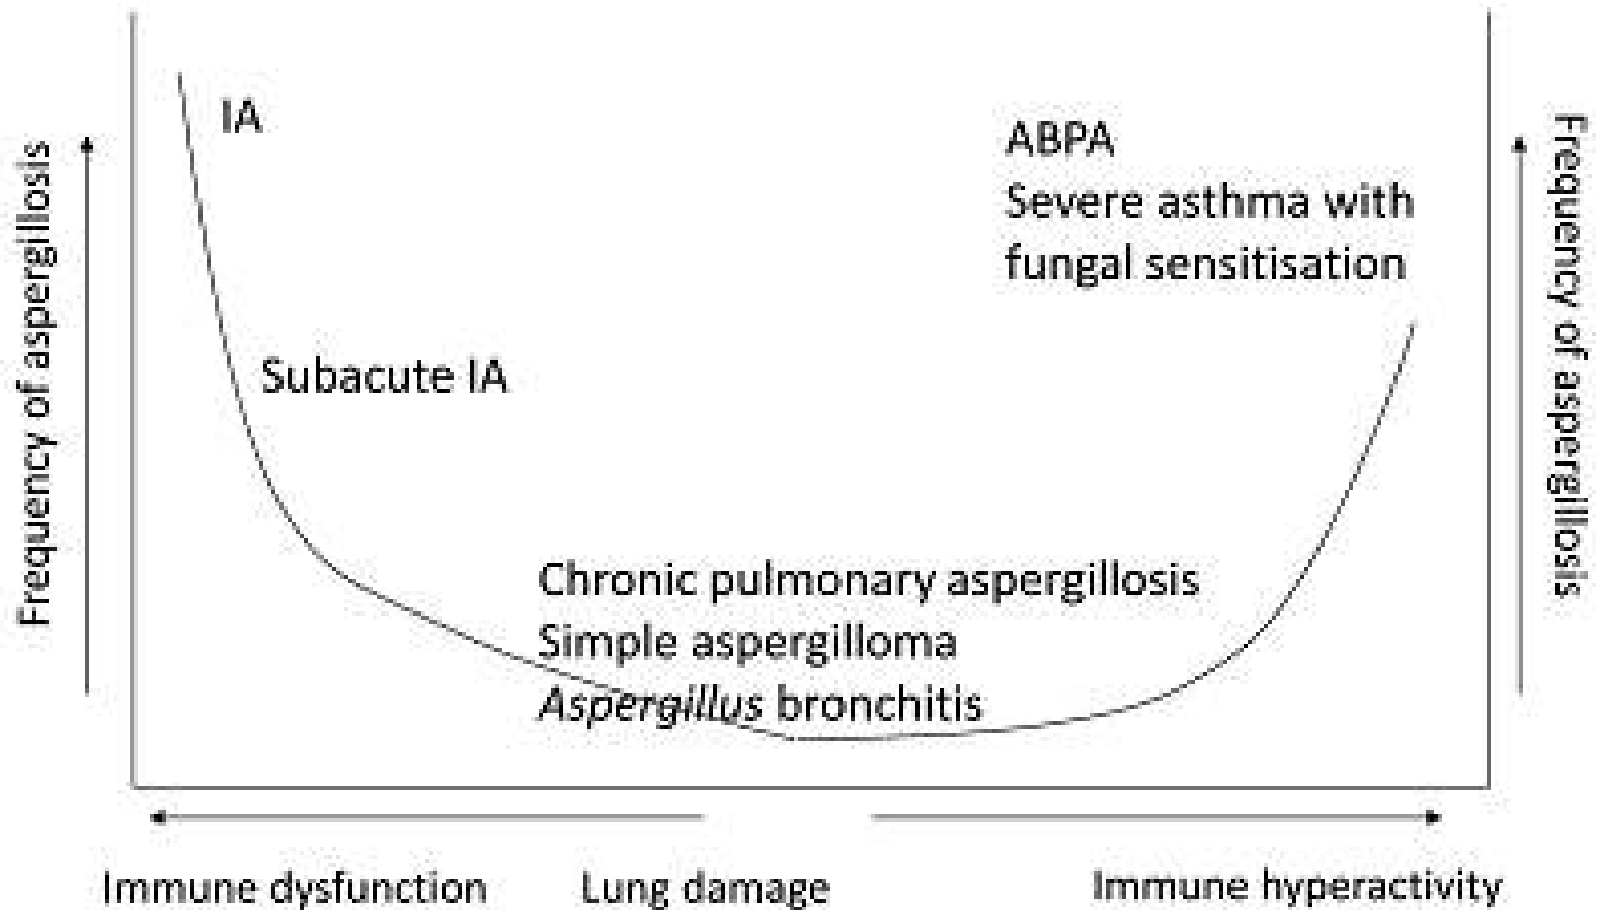 Frequency of aspergillosis
IA
ABPA
Severe asthma with
fungal sensitisation
Subacute IA
Chronic pulmonary aspergillosis
Simple aspergilloma
Aspergillus bronchitis
Frequency of aspergillosis
Immune dysfunction
Lung damage
Immune hyperactivity